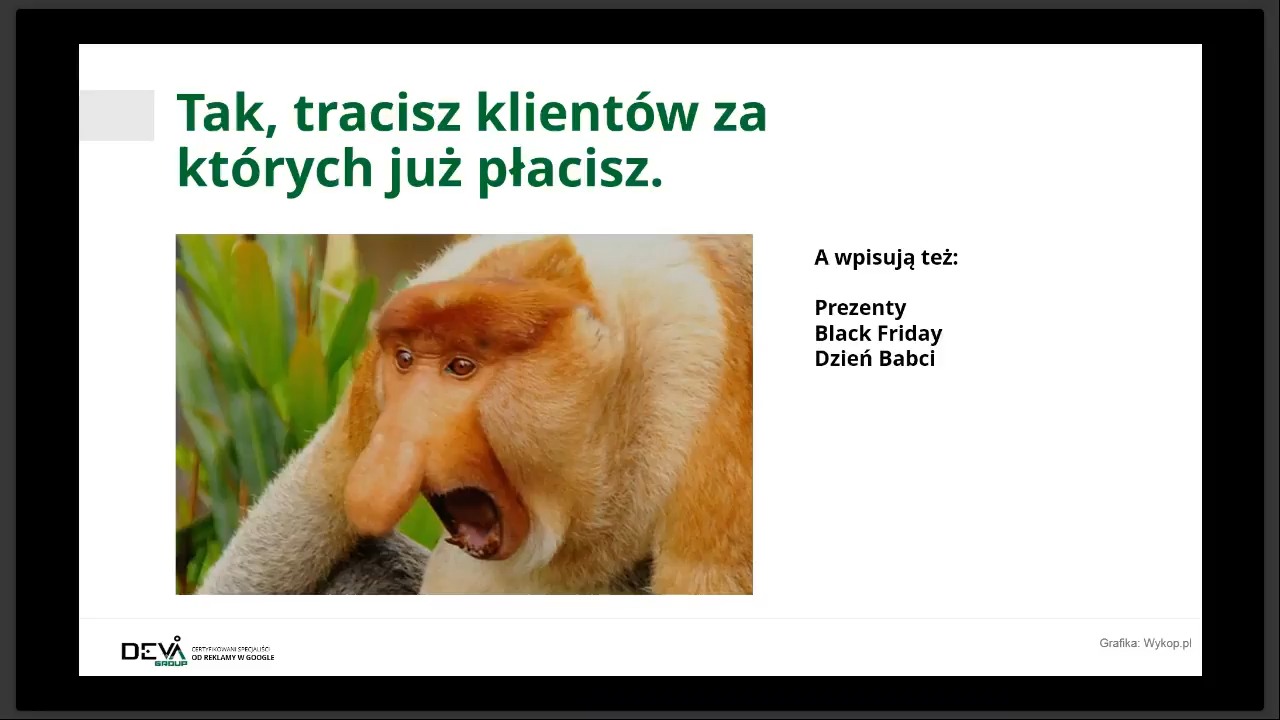 Tak, tracisz klientów za
których już płacisz.
A wpisują też:
Prezenty
Black Friday
Dzień Babci
DEVA
GROUP
CERTYFIKOWANI SPECJALIŚCI
OD REKLAMY W GOOGLE
Grafika: Wykop.pl